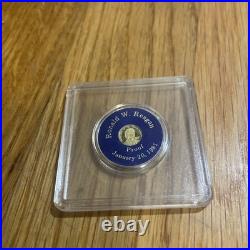 Ronald W. Reagan
Proof
January 20, 1981